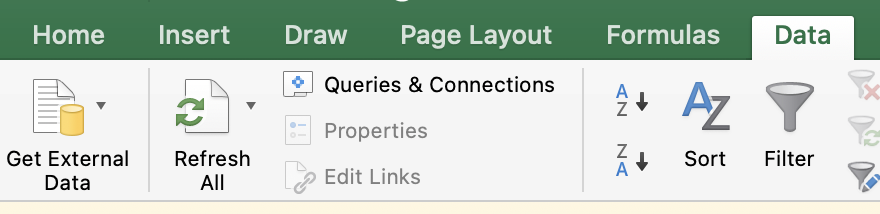 Home Insert Draw Page Layout Formulas Data
Get External
Data
Refresh
All
Queries & Connections
Properties
Edit Links
A
Z
Z
A
AZ
Sort
Filter